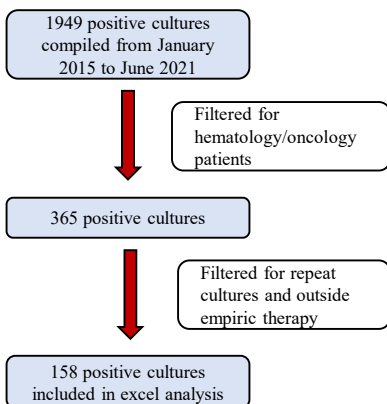 1949 positive cultures
compiled from January
2015 to June 2021
Filtered for
hematology/oncology
patients
365 positive cultures
Filtered for repeat
cultures and outside
empiric therapy
158 positive cultures
included in excel analysis